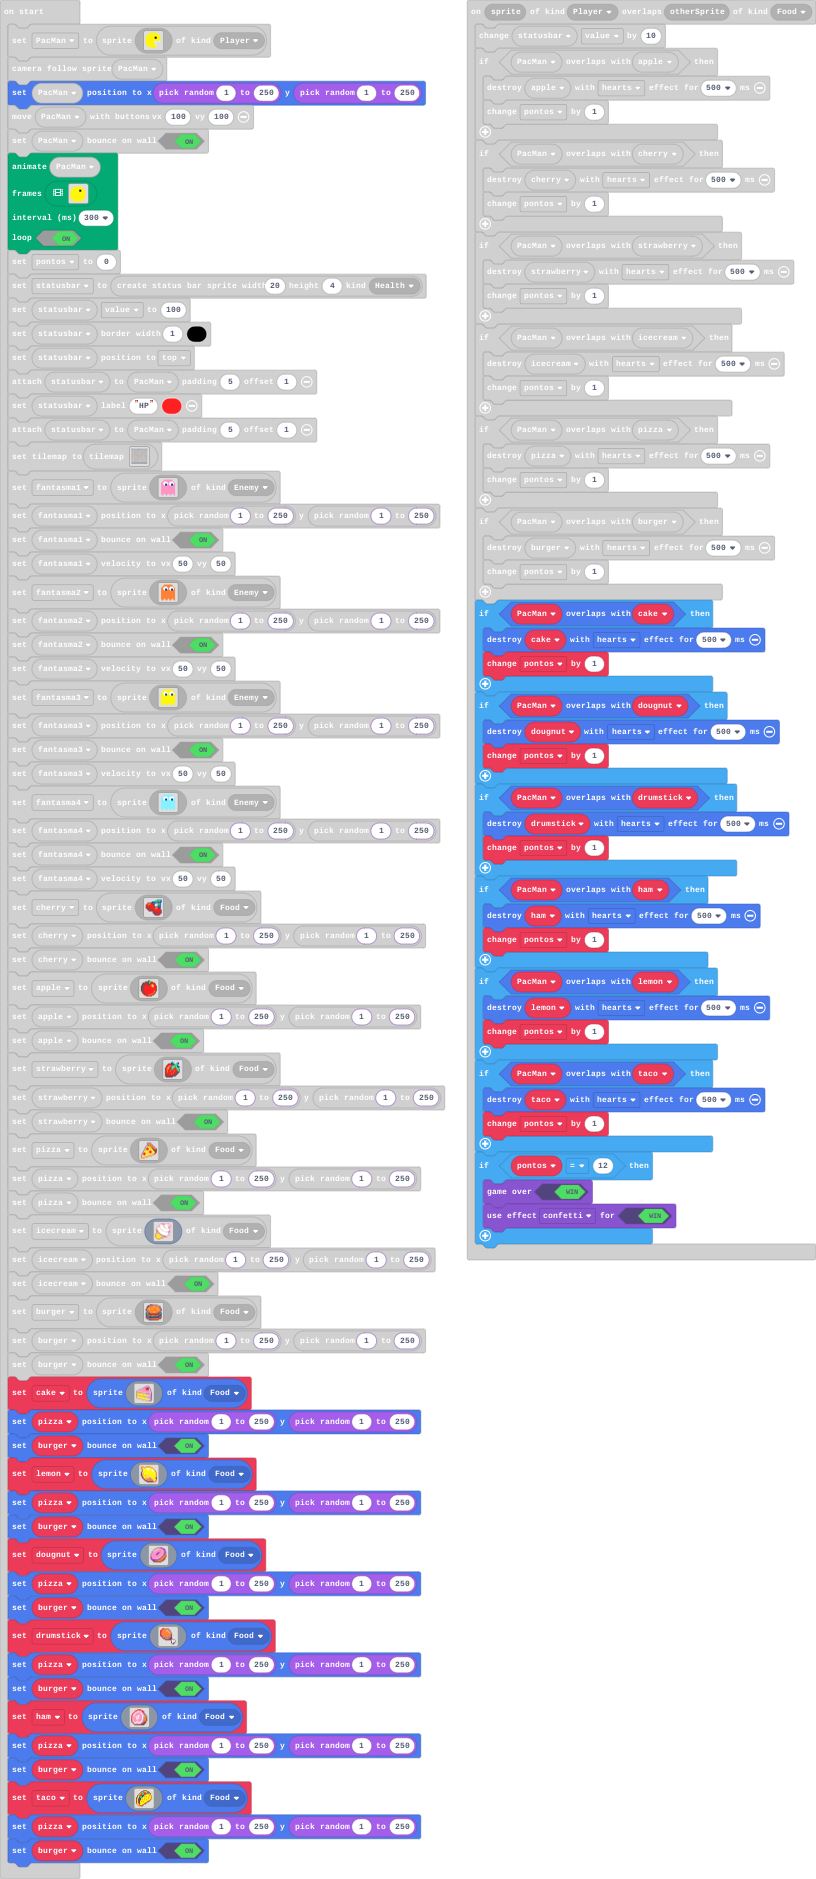 on start
set PacMan to sprite of kind Player
camera follow sprite PacMan
set PacMan position to x pick random 1 to 250 y pick random 1 to 250
move PacMan with buttons vx 100 vy 100
set PacMan bounce on wall ON
animate PacMan
frames
interval (ms) 300
loop ON
set pontos to 0
set statusbar to create status bar sprite width 20 height 4 kind Health
set statusbar value to 100
set statusbar border width 1
set statusbar position to top
attach statusbar to PacMan padding 5 offset 1
set statusbar label "HP"
attach statusbar to PacMan padding 5 offset 1
set tilemap to tilemap
set fantasma1 to sprite of kind Enemy
set fantasma1 position to x pick random 1 to 250 y pick random 1 to 250
set fantasma1 bounce on wall ON
set fantasma1 velocity to vx 50 vy 50
set fantasma2 to sprite of kind Enemy
set fantasma2 position to x pick random 1 to 250 y pick random 1 to 250
set fantasma2 bounce on wall ON
set fantasma2 velocity to vx 50 vy 50
set fantasma3 to sprite of kind Enemy
set fantasma3 position to x pick random 1 to 250 y pick random 1 to 250
set fantasma3 bounce on wall ON
set fantasma3 velocity to vx 50 vy 50
set fantasma4 to sprite of kind Enemy
set fantasma4 position to x pick random 1 to 250 y pick random 1 to 250
set fantasma4 bounce on wall ON
set fantasma4 velocity to vx 50 vy 50
set cherry to sprite of kind Food
set cherry position to x pick random 1 to 250 y pick random 1 to 250
set cherry bounce on wall ON
set apple to sprite of kind Food
set apple position to x pick random 1 to 250 y pick random 1 to 250
set apple bounce on wall ON
set strawberry to sprite of kind Food
set strawberry position to x pick random 1 to 250 y pick random 1 to 250
set strawberry bounce on wall ON
set pizza to sprite of kind Food
set pizza position to x pick random 1 to 250 y pick random 1 to 250
set pizza bounce on wall ON
set icecream to sprite of kind Food
set icecream position to x pick random 1 to 250 y pick random 1 to 250
set icecream bounce on wall ON
set burger to sprite of kind Food
set burger position to x pick random 1 to 250 y pick random 1 to 250
set burger bounce on wall ON
set cake to sprite of kind Food
set pizza position to x pick random 1 to 250 y pick random 1 to 250
set burger bounce on wall ON
set lemon to sprite of kind Food
set pizza position to x pick random 1 to 250 y pick random 1 to 250
set burger bounce on wall ON
set dougnut to sprite of kind Food
set pizza position to x pick random 1 to 250 y pick random 1 to 250
set burger bounce on wall ON
set drumstick to sprite of kind Food
set pizza position to x pick random 1 to 250 y pick random 1 to 250
set burger bounce on wall ON
set ham to sprite of kind Food
set pizza position to x pick random 1 to 250 y pick random 1 to 250
set burger bounce on wall ON
set taco to sprite of kind Food
set pizza position to x pick random 1 to 250 y pick random 1 to 250
set burger bounce on wall ON
on sprite of kind Player overlaps otherSprite of kind Food
change statusbar value by 10
if PacMan overlaps with apple then
destroy apple with hearts effect for 500 ms
change pontos by 1
if PacMan overlaps with cherry then
destroy cherry with hearts effect for 500 ms
change pontos by 1
if PacMan overlaps with strawberry then
destroy strawberry with hearts effect for 500 ms
change pontos by 1
if PacMan overlaps with icecream then
destroy icecream with hearts effect for 500 ms
change pontos by 1
if PacMan overlaps with pizza then
destroy pizza with hearts effect for 500 ms
change pontos by 1
if PacMan overlaps with burger then
destroy burger with hearts effect for 500 ms
change pontos by 1
if PacMan overlaps with cake then
destroy cake with hearts effect for 500 ms
change pontos by 1
if PacMan overlaps with dougnut then
destroy dougnut with hearts effect for 500 ms
change pontos by 1
if PacMan overlaps with drumstick then
destroy drumstick with hearts effect for 500 ms
change pontos by 1
if PacMan overlaps with ham then
destroy ham with hearts effect for 500 ms
change pontos by 1
if PacMan overlaps with lemon then
destroy lemon with hearts effect for 500 ms
change pontos by 1
if PacMan overlaps with taco then
destroy taco with hearts effect for 500 ms
change pontos by 1
if pontos = 12 then
game over WIN
use effect confetti for WIN